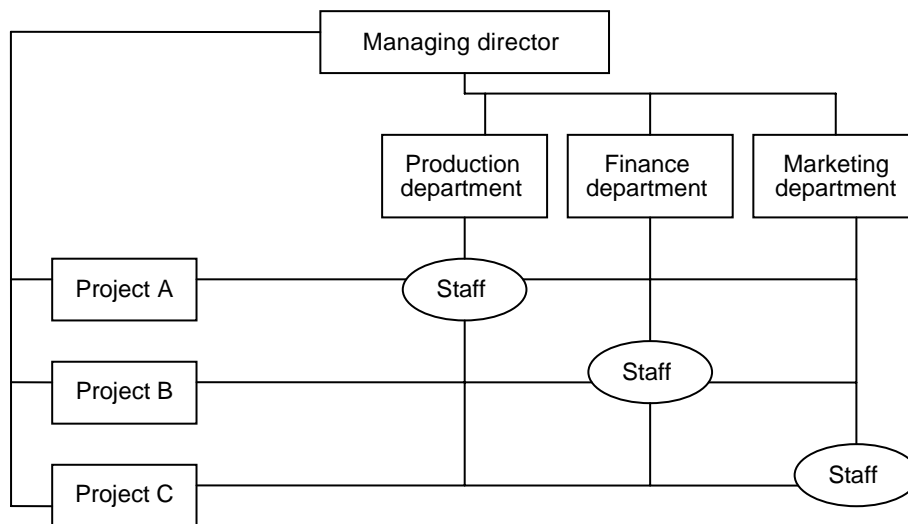 Managing director
Production
department
Finance
department
Marketing
department
Project A
Staff
Project B
Staff
Project C
Staff